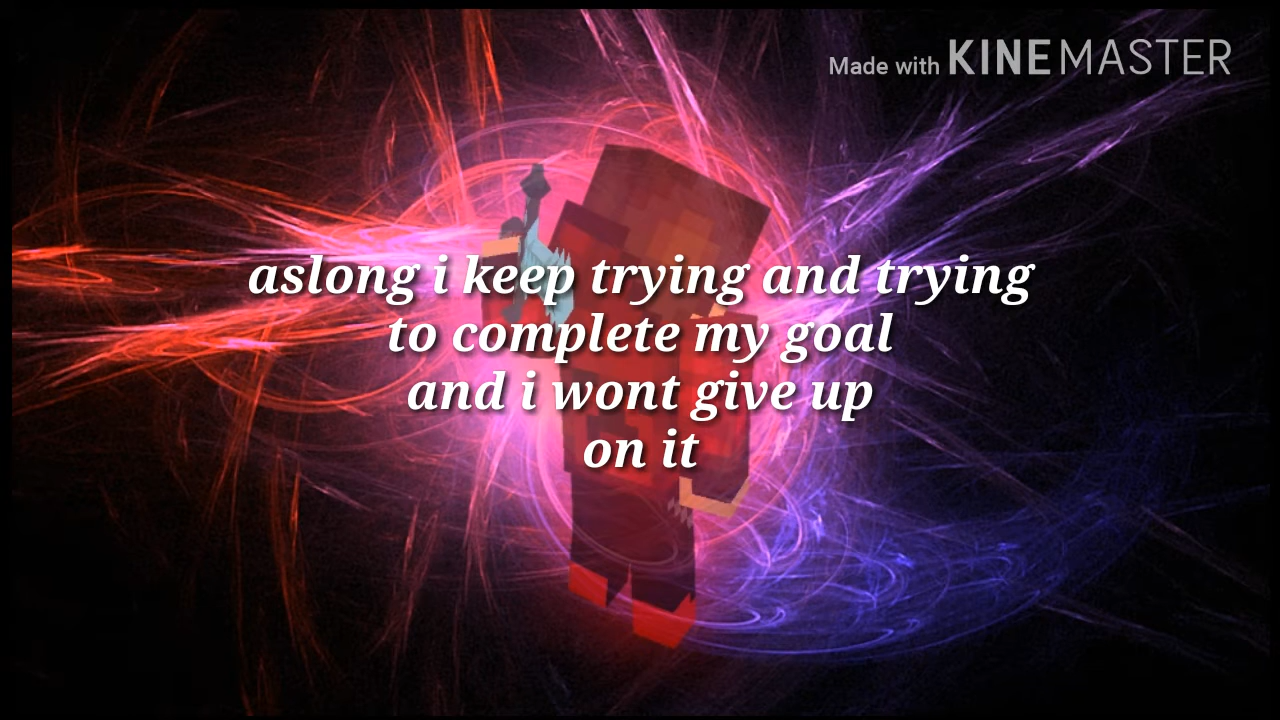 Made with KINEMASTER
aslong i keep trying and trying
to complete my goal
and i wont give up
on it